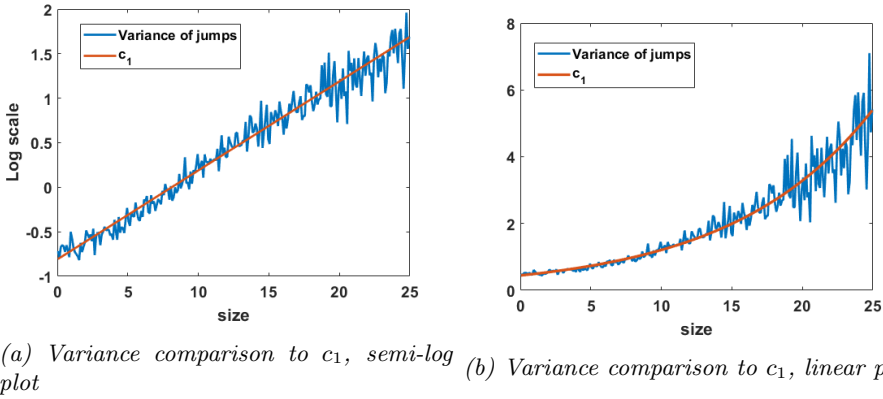 2
1.5
1
0.5
0
-0.5
-1
Log scale
Variance of jumps
c1
0 5 10 15 20 25
size
(a) Variance comparison to c1, semi-log
plot
8
6
4
2
0
Variance of jumps
c1
0 5 10 15 20 25
size
(b) Variance comparison to c1, linear p